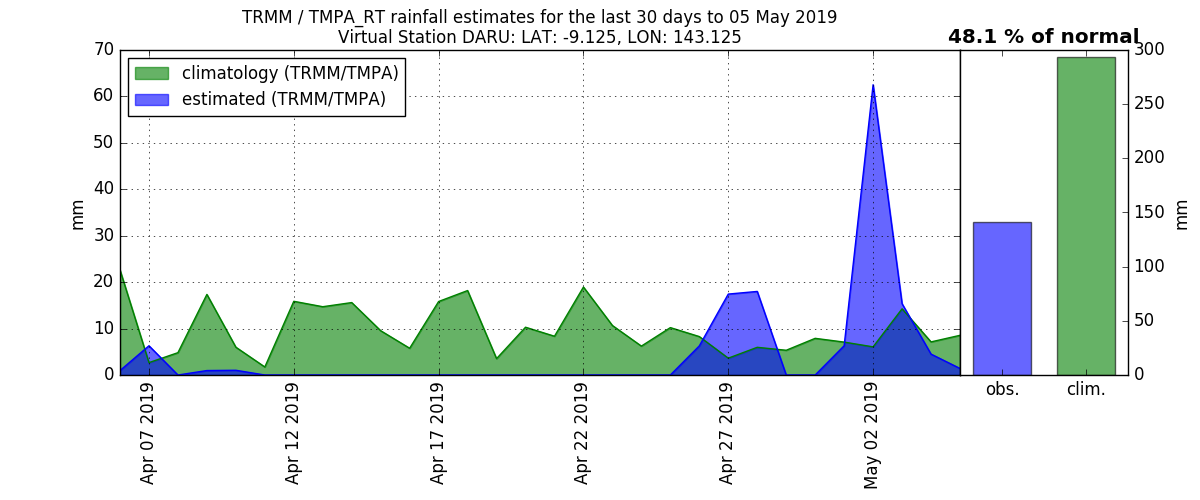 TRMM / TMPA_RT rainfall estimates for the last 30 days to 05 May 2019
Virtual Station DARU: LAT: -9.125, LON: 143.125
48.1 % of normal
climatology (TRMM/TMPA)
estimated (TRMM/TMPA)
70
60
50
40
30
20
10
0
mm
Apr 07 2019
Apr 12 2019
Apr 17 2019
Apr 22 2019
Apr 27 2019
May 02 2019
obs.
clim.
300
250
200
150
100
50
0
mm